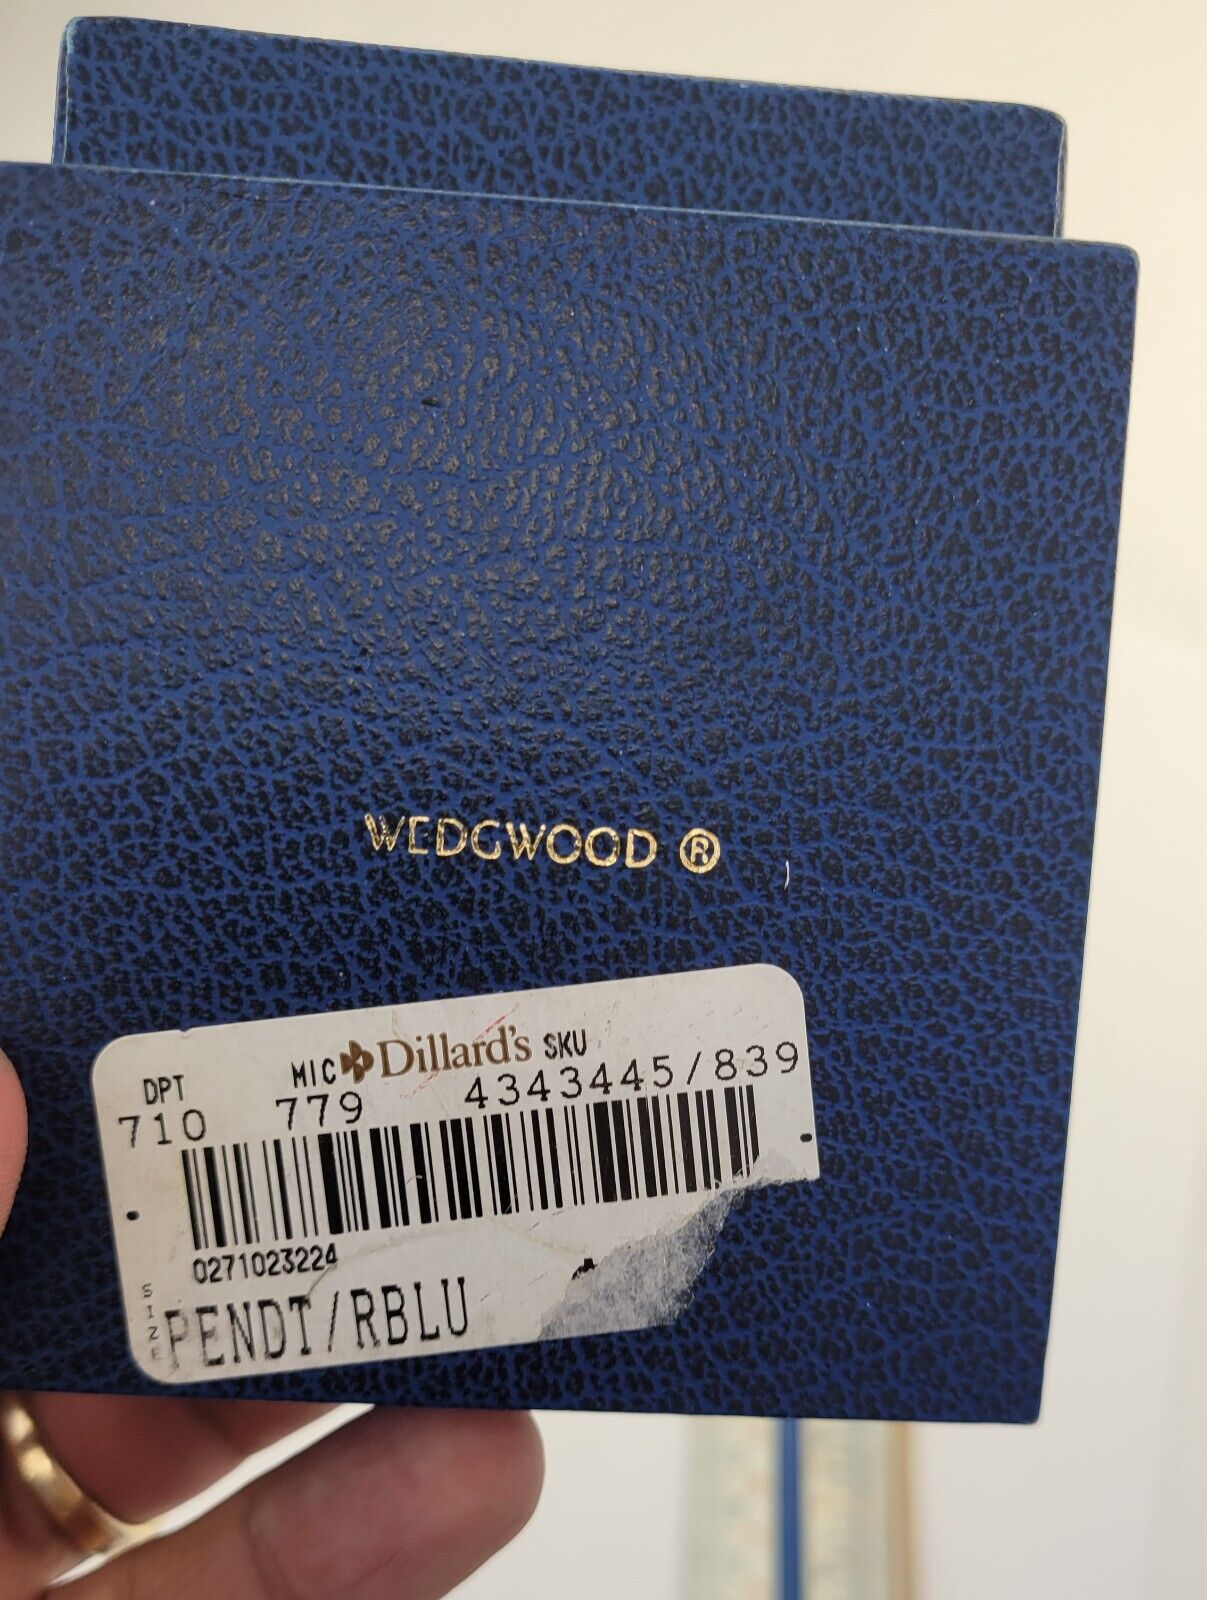 WEDGWOOD ®
DPT MIC Dillard's SKU
710 779 4343445/839
0271023224
SIZE
PENDT/RBLU